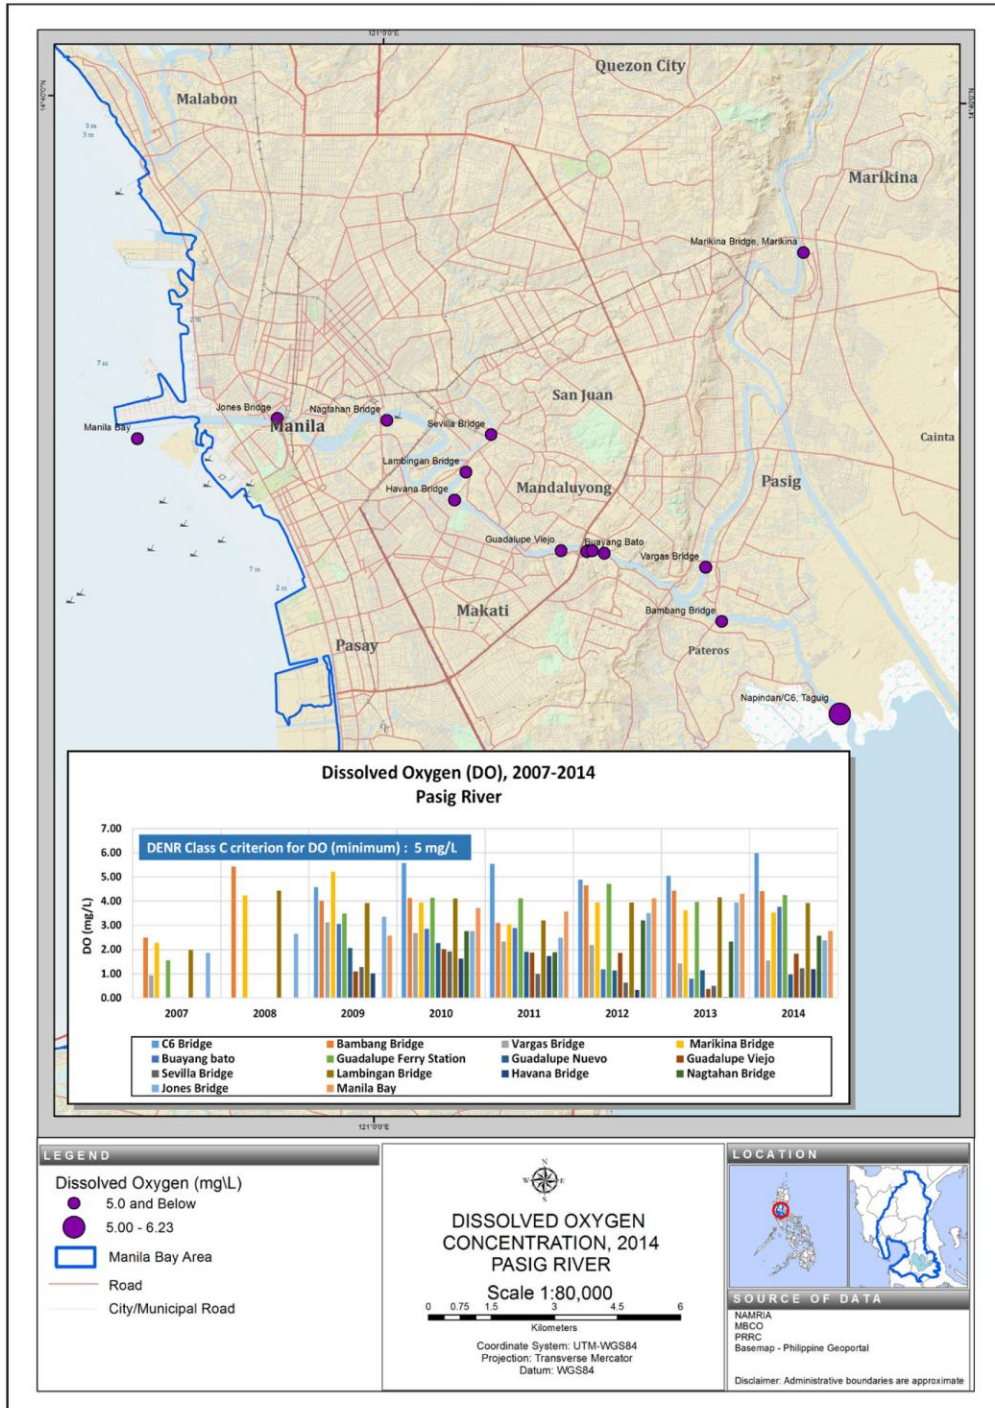 121°0'0"E
14°40'0"N
14°40'0"N
Quezon City
Malabon
3 m
3 m
Marikina
Marikina Bridge, Marikina
2 m
7 m
San Juan
Jones Bridge
Nagtahan Bridge
Manila
Sevilla Bridge
Manila Bay
Cainta
Lambingan Bridge
Havana Bridge
Mandaluyong
Pasig
Guadalupe Viejo
Buayang Bato
Vargas Bridge
7 m
2 m
Makati
Bambang Bridge
Pasay
Pateros
Napindan/C6, Taguig
Dissolved Oxygen (DO), 2007-2014
Pasig River
DENR Class C criterion for DO (minimum) : 5 mg/L
DO (mg/L)
7.00
6.00
5.00
4.00
3.00
2.00
1.00
0.00
2007 2008 2009 2010 2011 2012 2013 2014
C6 Bridge Bambang Bridge Vargas Bridge Marikina Bridge
Buayang bato Guadalupe Ferry Station Guadalupe Nuevo Guadalupe Viejo
Sevilla Bridge Lambingan Bridge Havana Bridge Nagtahan Bridge
Jones Bridge Manila Bay
121°0'0"E
LEGEND
Dissolved Oxygen (mg\L)
5.0 and Below
5.00 - 6.23
Manila Bay Area
Road
City/Municipal Road
N
W E
S
DISSOLVED OXYGEN
CONCENTRATION, 2014
PASIG RIVER
Scale 1:80,000
0 0.75 1.5 3 4.5 6
Kilometers
Coordinate System: UTM-WGS84
Projection: Transverse Mercator
Datum: WGS84
LOCATION
SOURCE OF DATA
NAMRIA
MBCO
PRRC
Basemap - Philippine Geoportal
Disclaimer: Administrative boundaries are approximate